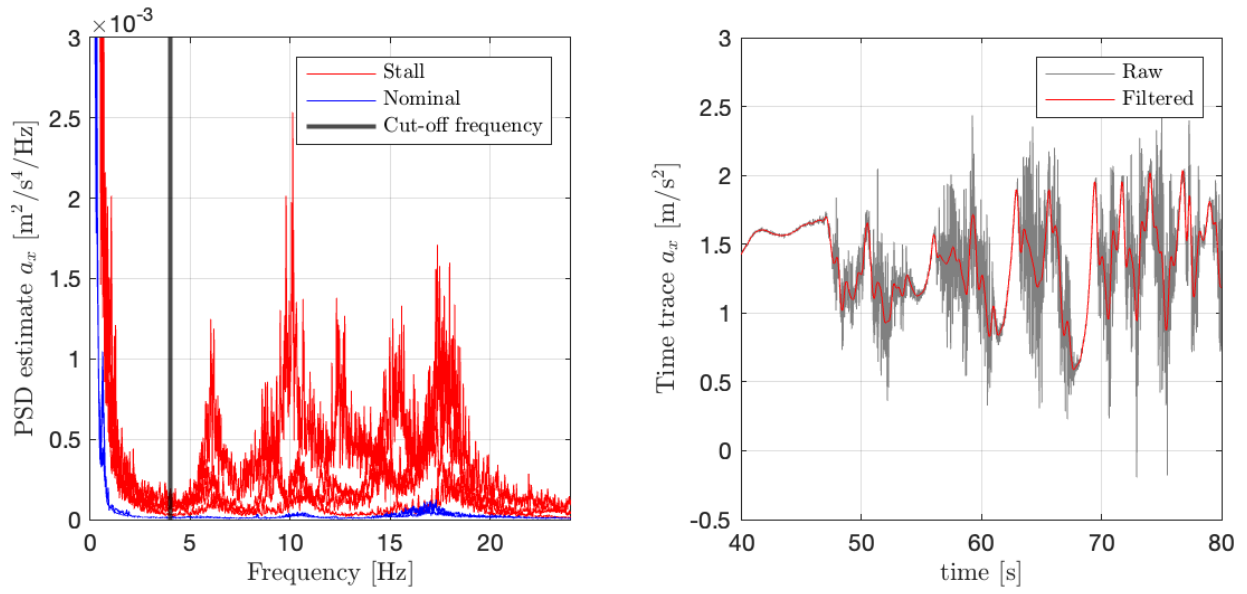 ×10⁻³
3
2.5
2
1.5
1
0.5
0
0
5
10
15
20
PSD estimate aₓ [m²/s⁴/Hz]
Frequency [Hz]
Stall
Nominal
Cut-off frequency
3
2.5
2
1.5
1
0.5
0
-0.5
40
50
60
70
80
Time trace aₓ [m/s²]
time [s]
Raw
Filtered